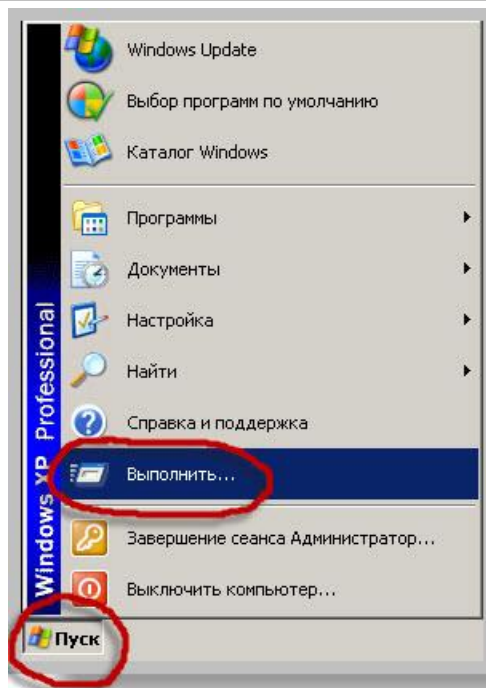 Windows Update
Выбор программ по умолчанию
Каталог Windows
Программы
Документы
Настройка
Найти
Справка и поддержка
Выполнить...
Завершение сеанса Администратор...
Выключить компьютер...
Windows XP Professional
Пуск